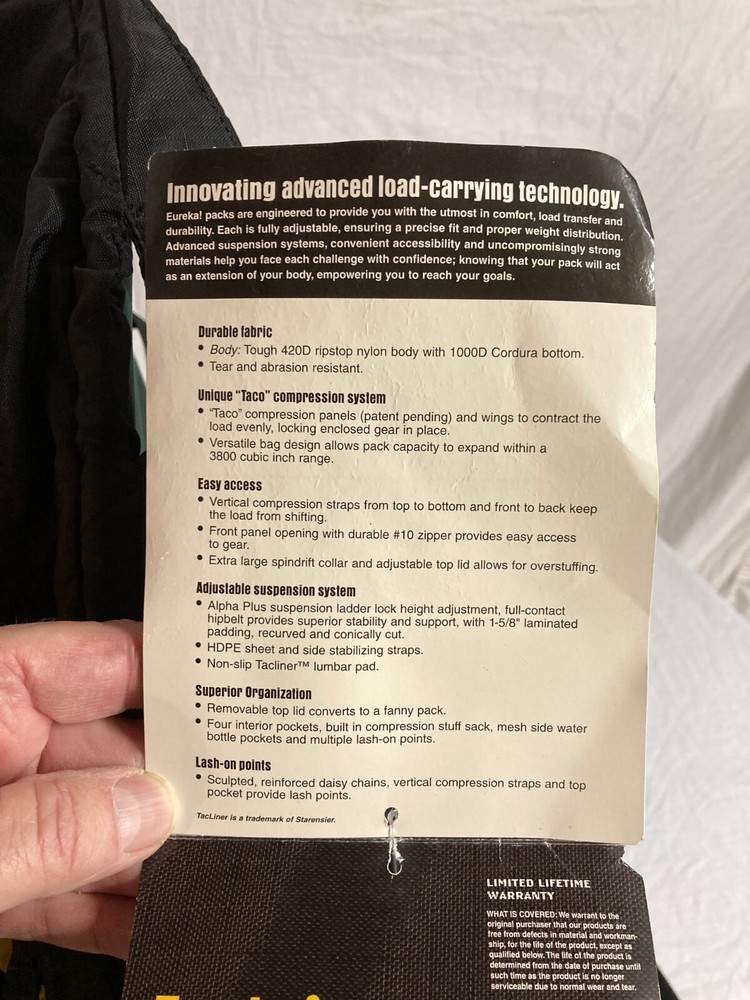 Innovating advanced load-carrying technology.
Eureka! packs are engineered to provide you with the utmost in comfort, load transfer and
durability. Each is fully adjustable, ensuring a precise fit and proper weight distribution.
Advanced suspension systems, convenient accessibility and uncompromisingly strong
materials help you face each challenge with confidence; knowing that your pack will act
as an extension of your body, empowering you to reach your goals.
Durable fabric
• Body: Tough 420D ripstop nylon body with 1000D Cordura bottom.
• Tear and abrasion resistant.
Unique “Taco” compression system
• “Taco” compression panels (patent pending) and wings to contract the
load evenly, locking enclosed gear in place.
• Versatile bag design allows pack capacity to expand within a
3800 cubic inch range.
Easy access
• Vertical compression straps from top to bottom and front to back keep
the load from shifting.
• Front panel opening with durable #10 zipper provides easy access
to gear.
• Extra large spindrift collar and adjustable top lid allows for overstuffing.
Adjustable suspension system
• Alpha Plus suspension ladder lock height adjustment, full-contact
hipbelt provides superior stability and support, with 1-5/8" laminated
padding, recurved and conically cut.
• HDPE sheet and side stabilizing straps.
• Non-slip Tacliner™ lumbar pad.
Superior Organization
• Removable top lid converts to a fanny pack.
• Four interior pockets, built in compression stuff sack, mesh side water
bottle pockets and multiple lash-on points.
Lash-on points
• Sculpted, reinforced daisy chains, vertical compression straps and top
pocket provide lash points.
TacLiner is a trademark of Starensier.
LIMITED LIFETIME
WARRANTY
WHAT IS COVERED: We warrant to the
original purchaser that our products are
free from defects in material and workman-
ship, for the life of the product, except as
qualified below. The life of the product is
determined from the date of purchase until
such time as the product is no longer
serviceable due to normal wear and tear.